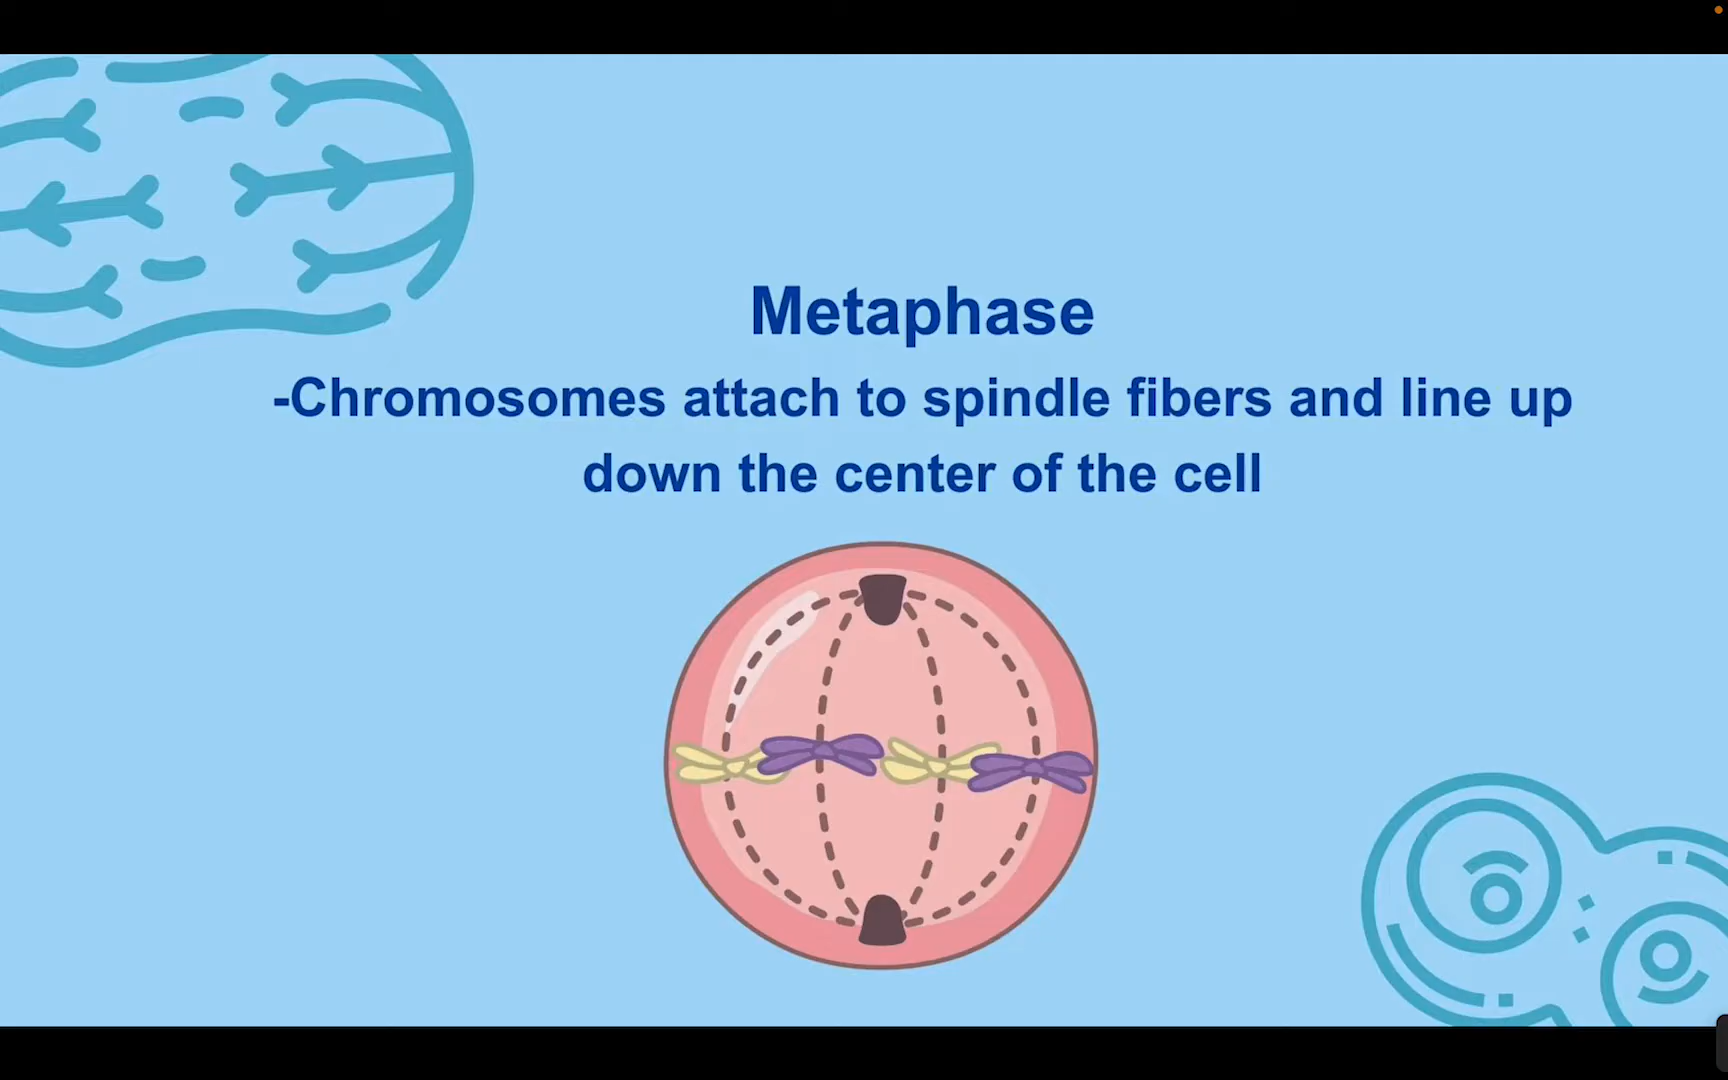 Metaphase
-Chromosomes attach to spindle fibers and line up
down the center of the cell